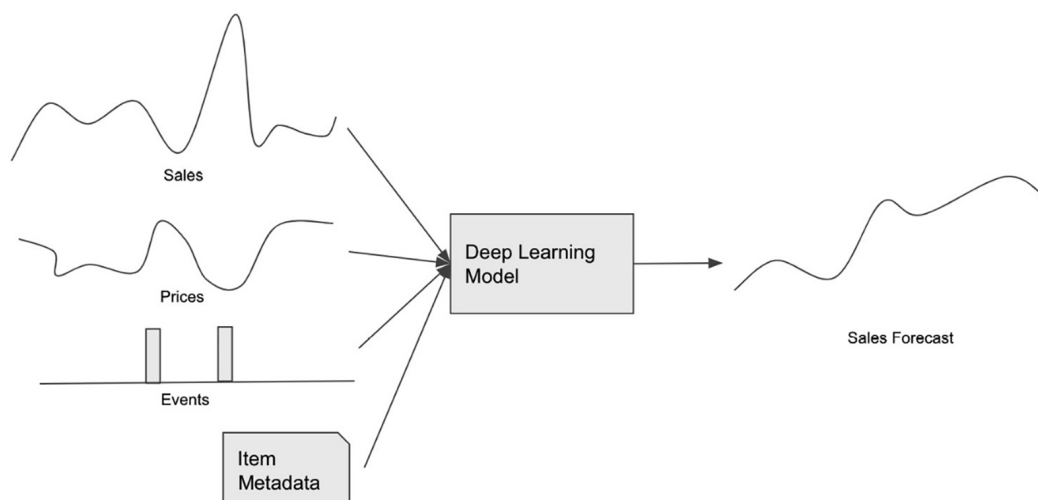 Sales
Prices
Events
Item
Metadata
Deep Learning
Model
Sales Forecast